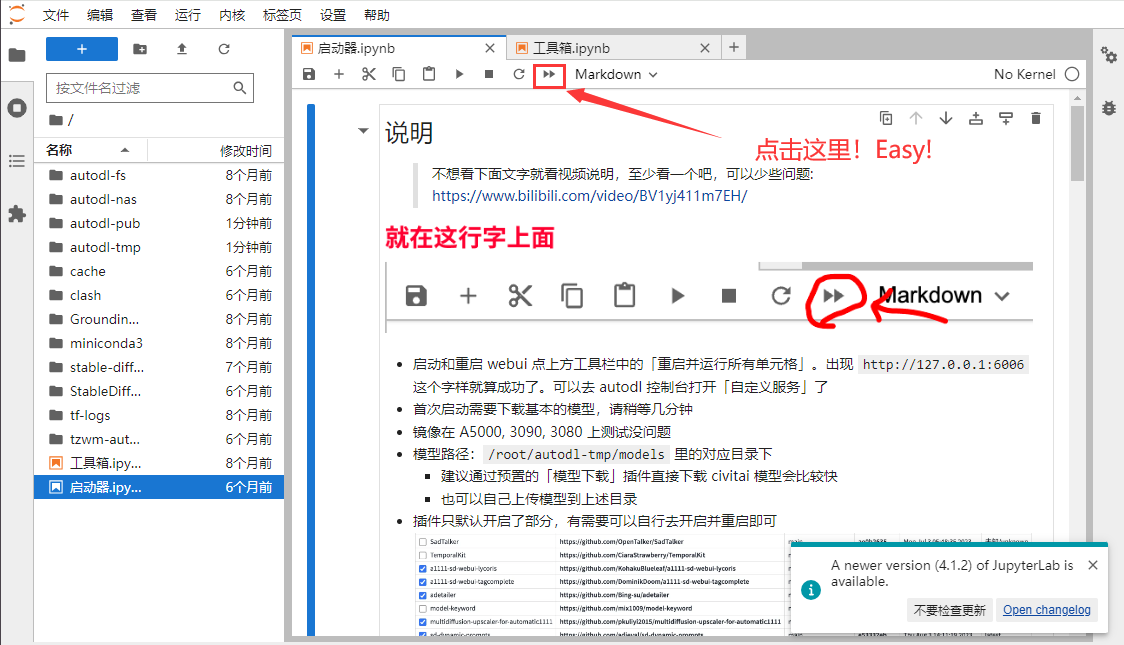 文件 编辑 查看 运行 内核 标签页 设置 帮助
按文件名过滤
/
名称 修改时间
autodl-fs 8个月前
autodl-nas 8个月前
autodl-pub 1分钟前
autodl-tmp 1分钟前
cache 6个月前
clash 6个月前
Groundin... 8个月前
miniconda3 8个月前
stable-diff... 7个月前
StableDiff... 6个月前
tf-logs 8个月前
tzwm-aut... 6个月前
工具箱.ipy... 8个月前
启动器.ipy... 6个月前
启动器.ipynb 工具箱.ipynb
Markdown No Kernel
点击这里！Easy!
说明
不想看下面文字就看视频说明，至少看一个吧，可以少些问题:
https://www.bilibili.com/video/BV1yj411m7EH/
就在这行字上面
Markdown
启动和重启 webui 点上方工具栏中的「重启并运行所有单元格」。出现 http://127.0.0.1:6006
这个字样就算成功了。可以去 autodl 控制台打开「自定义服务」了
首次启动需要下载基本的模型，请稍等几分钟
镜像在 A5000, 3090, 3080 上测试没问题
模型路径：/root/autodl-tmp/models 里的对应目录下
建议通过预置的「模型下载」插件直接下载 civitai 模型会比较快
也可以自己上传模型到上述目录
插件只默认开启了部分，有需要可以自行去开启并重启即可
SadTalker https://github.com/OpenTalker/SadTalker
TemporalKit https://github.com/CiaraStrawberry/TemporalKit
a1111-sd-webui-lycoris https://github.com/KohakuBlueleaf/a1111-sd-webui-lycoris
a1111-sd-webui-tagcomplete https://github.com/DominikDoom/a1111-sd-webui-tagcomplete
adetailer https://github.com/Bing-su/adetailer
model-keyword https://github.com/mix1009/model-keyword
multidiffusion-upscaler-for-automatic1111 https://github.com/pkuliyi2015/multidiffusion-upscaler-for-automatic1111
sd-dynamic-prompts https://github.com/adieyal/sd-dynamic-prompts
A newer version (4.1.2) of JupyterLab is
available.
不要检查更新 Open changelog